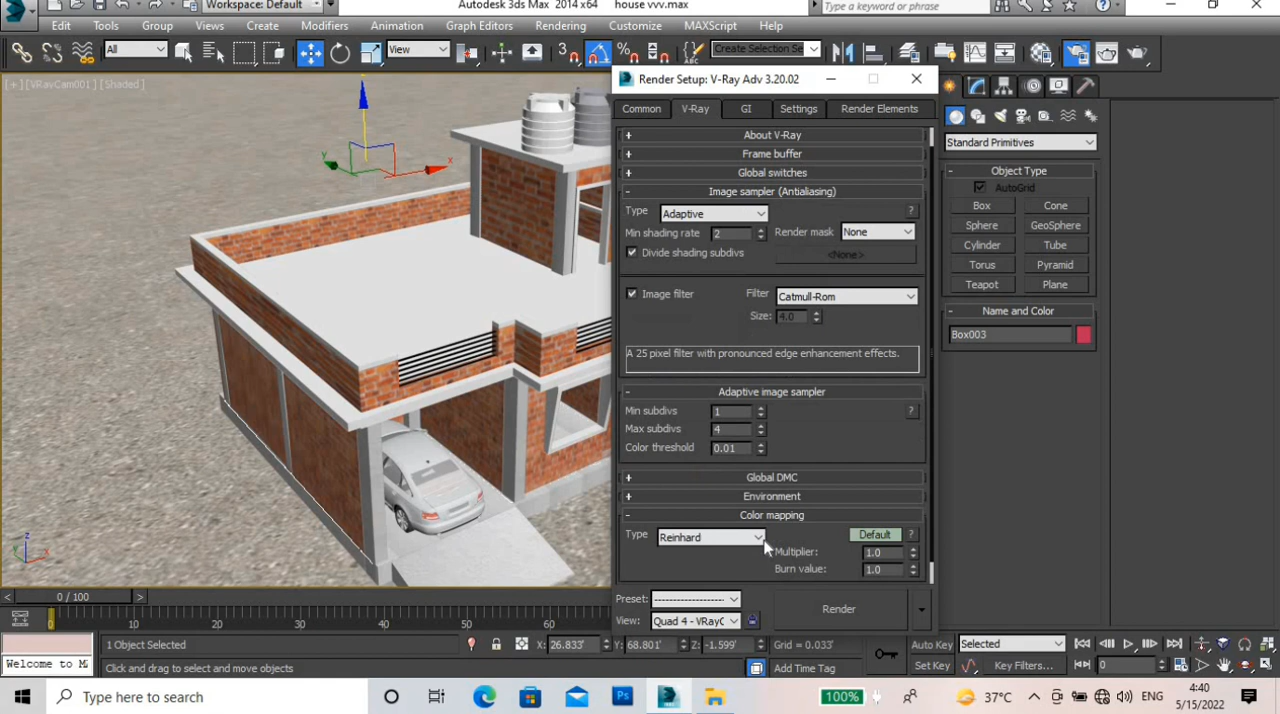 Workspace: Default
Autodesk 3ds Max 2014 x64
house vvv.max
Type a keyword or phrase
Edit Tools Group Views Create Modifiers Animation Graph Editors Rendering Customize MAXScript Help
All
View
Create Selection Se
[+] [VRayCam001] [Shaded]
Render Setup: V-Ray Adv 3.20.02
Common V-Ray GI Settings Render Elements
+ About V-Ray
+ Frame buffer
+ Global switches
- Image sampler (Antialiasing)
Type Adaptive ?
Min shading rate 2 Render mask None
Divide shading subdivs <None>
Image filter Filter Catmull-Rom
Size: 4.0
A 25 pixel filter with pronounced edge enhancement effects.
- Adaptive image sampler
Min subdivs 1 ?
Max subdivs 4
Color threshold 0.01
+ Global DMC
+ Environment
- Color mapping
Type Reinhard Default ?
Multiplier: 1.0
Burn value: 1.0
Preset: --------------------
View: Quad 4 - VRayC
Render
Standard Primitives
- Object Type
AutoGrid
Box Cone
Sphere GeoSphere
Cylinder Tube
Torus Pyramid
Teapot Plane
- Name and Color
Box003
z
y x
z
x
< 0 / 100 >
0 10 20 30 40 50 60
1 Object Selected
X: 26.833' Y: 68.801' Z: -1.599' Grid = 0.033'
Auto Key Selected
Welcome to M
Click and drag to select and move objects
Add Time Tag
Set Key Key Filters...
0
Type here to search
Ps
100%
37°C
ENG
4:40
5/15/2022